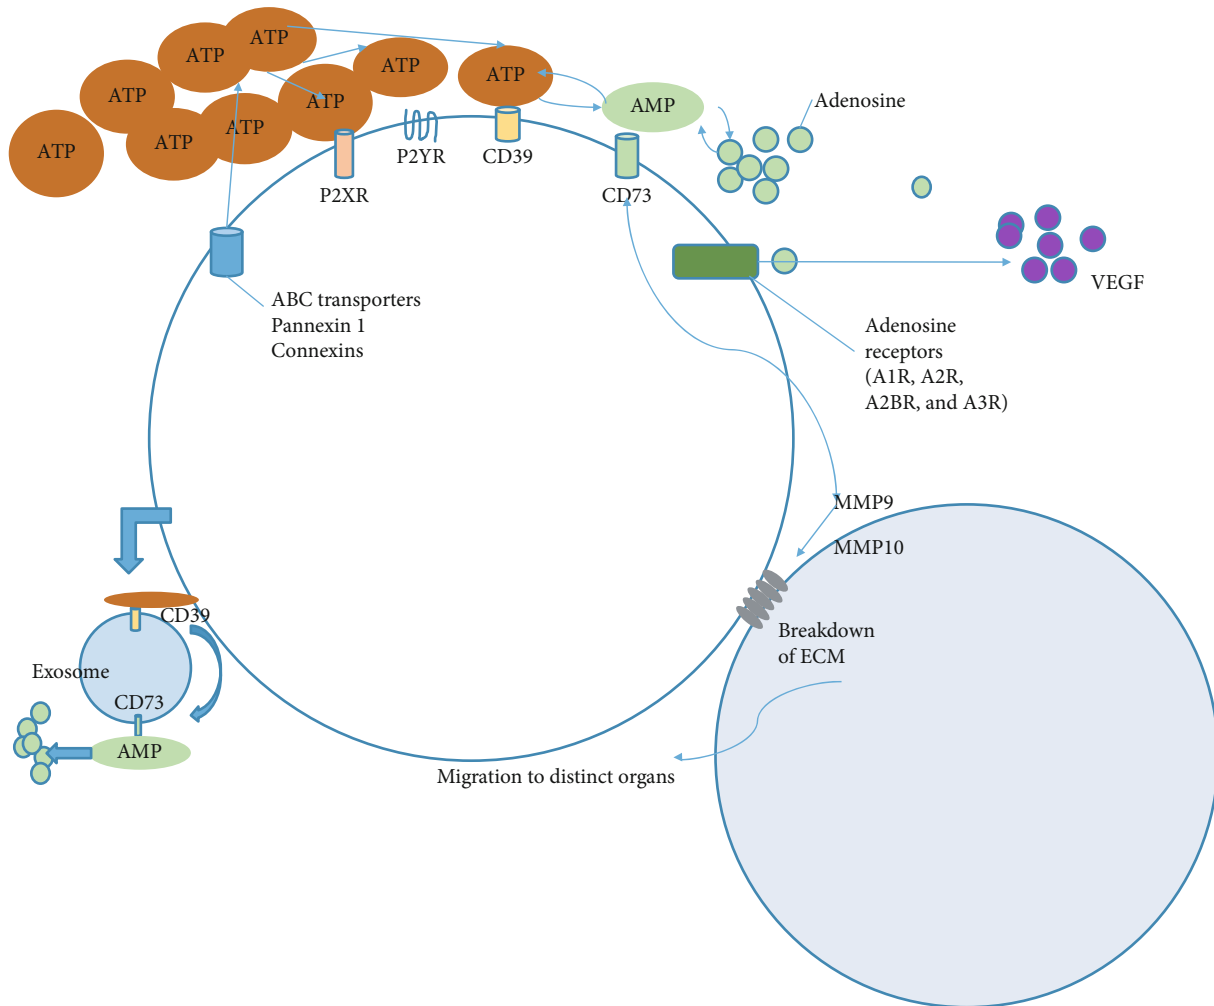 ATP
ATP
ATP
ATP
ATP
ATP
ATP
ATP
ATP
ATP
AMP
Adenosine
P2XR
P2YR
CD39
CD73
VEGF
ABC transporters
Pannexin 1
Connexins
Adenosine
receptors
(A1R, A2R,
A2BR, and A3R)
MMP9
MMP10
CD39
Exosome
CD73
AMP
Breakdown
of ECM
Migration to distinct organs